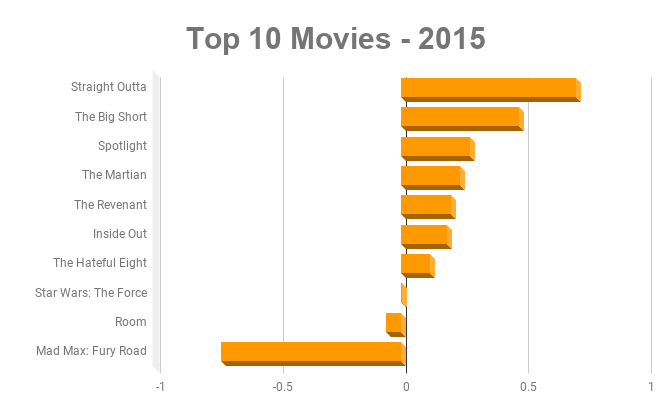 Top 10 Movies - 2015
Straight Outta
The Big Short
Spotlight
The Martian
The Revenant
Inside Out
The Hateful Eight
Star Wars: The Force
Room
Mad Max: Fury Road
-1 -0.5 0 0.5 1